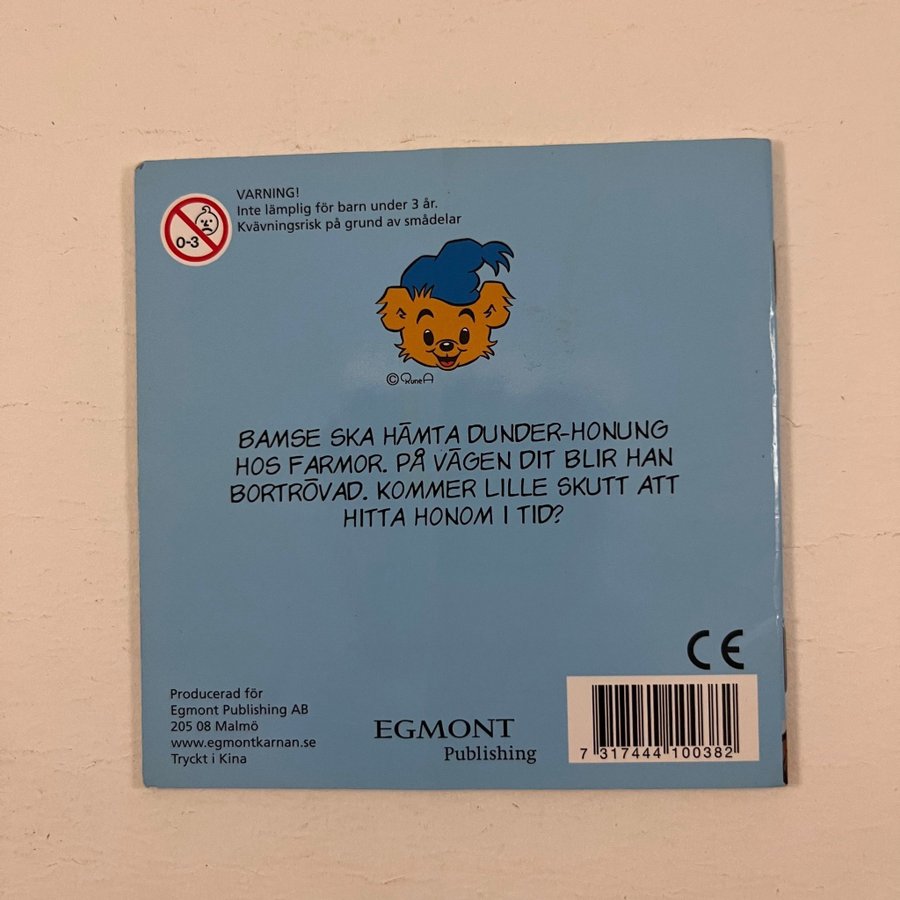 VARNING!
Inte lämplig för barn under 3 år.
Kvävningsrisk på grund av smådelar
0-3
© Rune A
BAMSE SKA HÄMTA DUNDER-HONUNG
HOS FARMOR. PÅ VÄGEN DIT BLIR HAN
BORTRÖVAD. KOMMER LILLE SKUTT ATT
HITTA HONOM I TID?
CE
Producerad för
Egmont Publishing AB
205 08 Malmö
www.egmontkarnan.se
Tryckt i Kina
EGMONT
Publishing
7 317444 100382